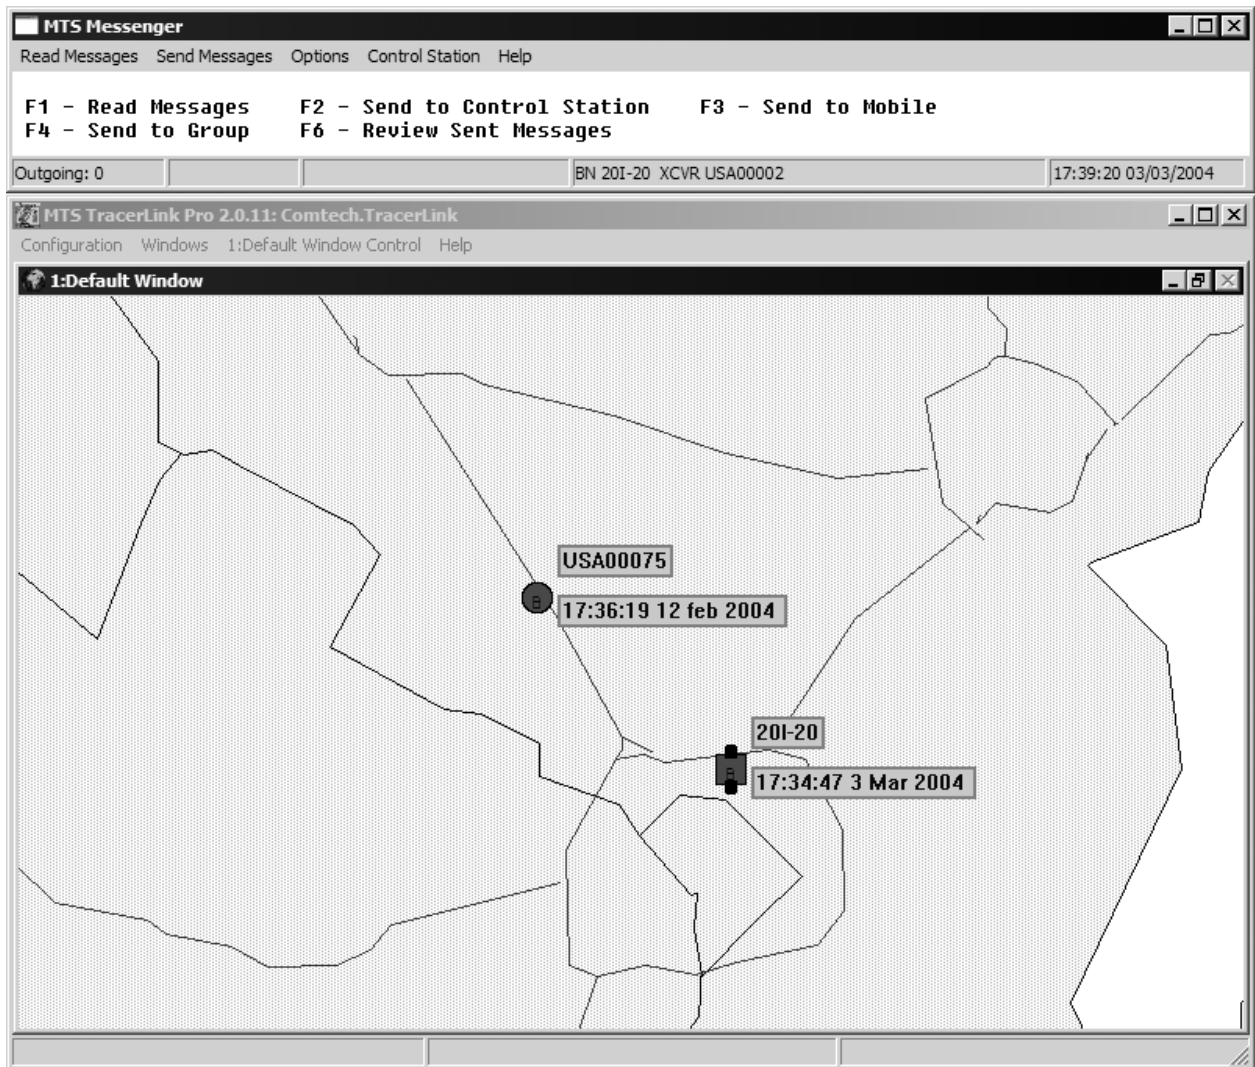 MTS Messenger
Read Messages Send Messages Options Control Station Help
F1 - Read Messages F2 - Send to Control Station F3 - Send to Mobile
F4 - Send to Group F6 - Review Sent Messages
Outgoing: 0 BN 20I-20 XCVR USA00002 17:39:20 03/03/2004
MTS TracerLink Pro 2.0.11: Comtech.TracerLink
Configuration Windows 1:Default Window Control Help
1:Default Window
USA00075
B
17:36:19 12 feb 2004
20I-20
B
17:34:47 3 Mar 2004